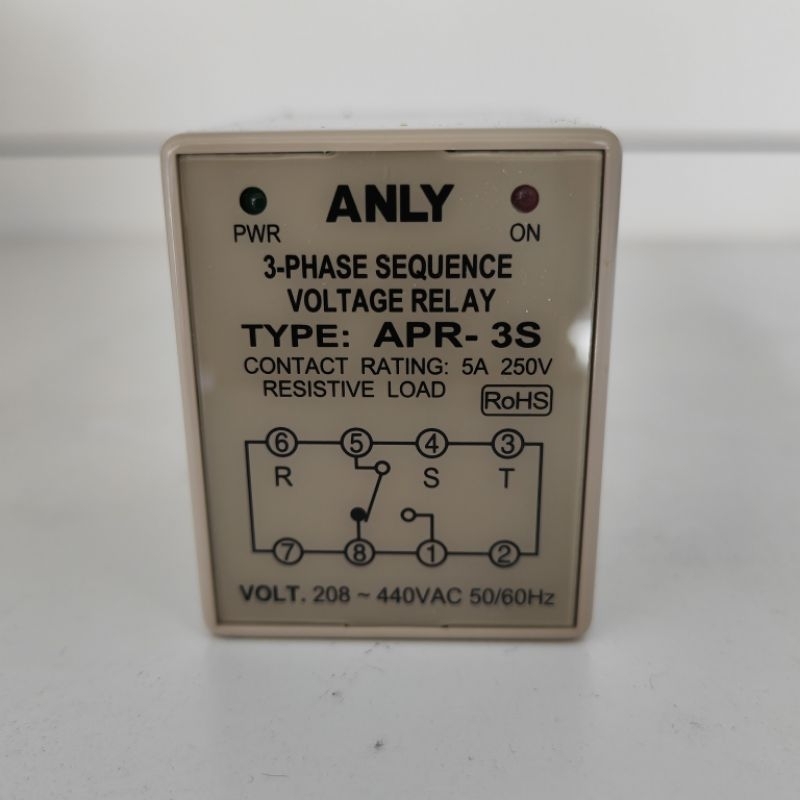 ANLY
PWR
ON
3-PHASE SEQUENCE
VOLTAGE RELAY
TYPE: APR- 3S
CONTACT RATING: 5A 250V
RESISTIVE LOAD
RoHS
6 5 4 3
R S T
7 8 1 2
VOLT. 208 ~ 440VAC 50/60Hz